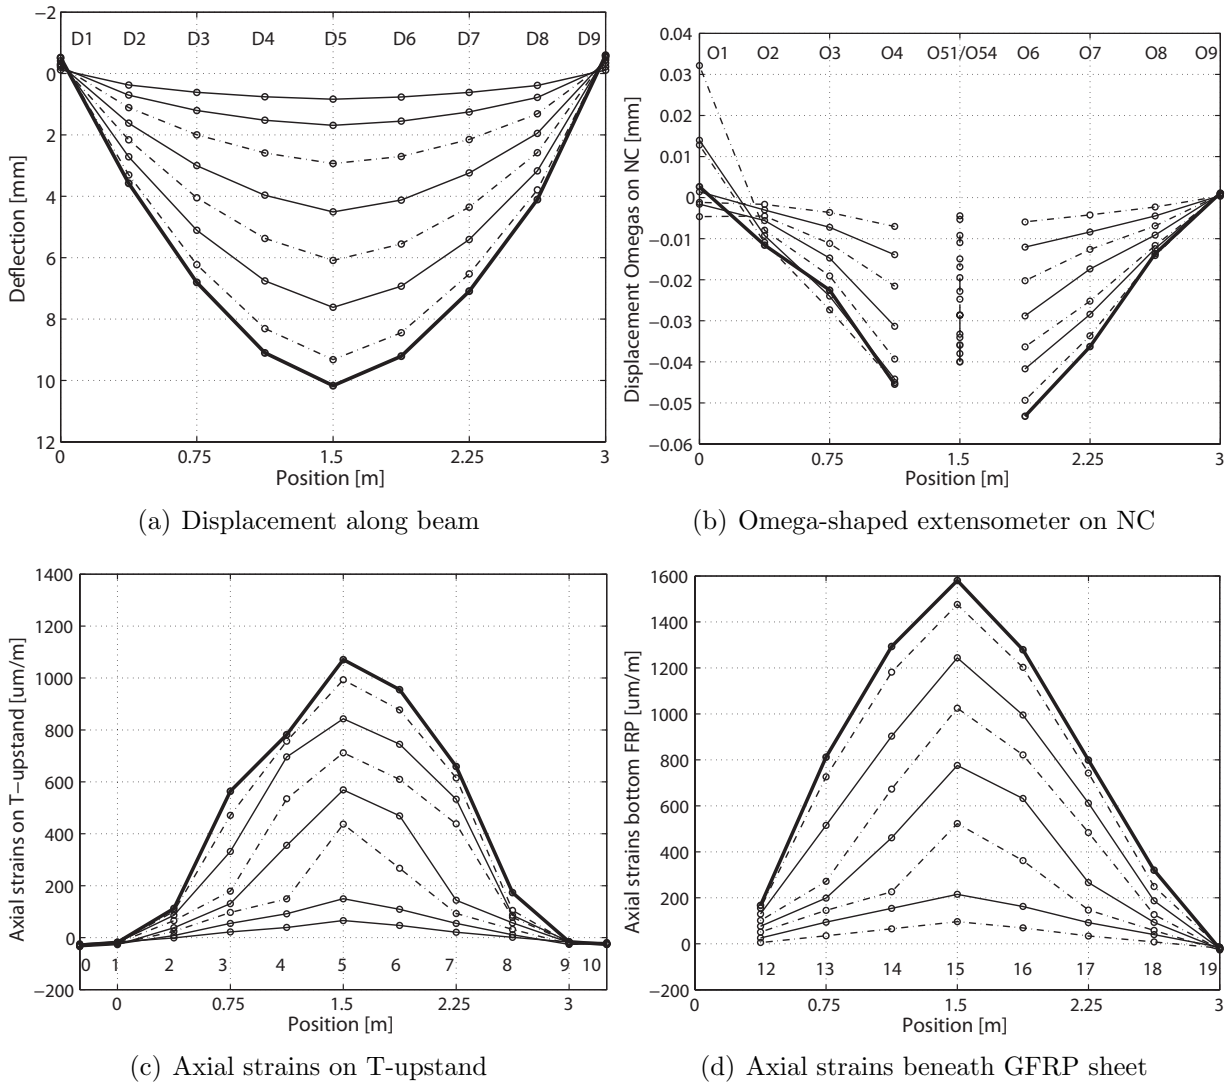 −2
0
2
4
6
8
10
12
Deflection [mm]
D1 D2 D3 D4 D5 D6 D7 D8 D9
0 0.75 1.5 2.25 3
Position [m]
(a) Displacement along beam
0.04
0.03
0.02
0.01
0
−0.01
−0.02
−0.03
−0.04
−0.05
−0.06
Displacement Omegas on NC [mm]
O1 O2 O3 O4 O51/O54 O6 O7 O8 O9
0 0.75 1.5 2.25 3
Position [m]
(b) Omega-shaped extensometer on NC
1400
1200
1000
800
600
400
200
0
−200
Axial strains on T−upstand [um/m]
0 1 2 3 4 5 6 7 8 9 10
0 0.75 1.5 2.25 3
Position [m]
(c) Axial strains on T-upstand
1600
1400
1200
1000
800
600
400
200
0
−200
Axial strains bottom FRP [um/m]
12 13 14 15 16 17 18 19
0 0.75 1.5 2.25 3
Position [m]
(d) Axial strains beneath GFRP sheet